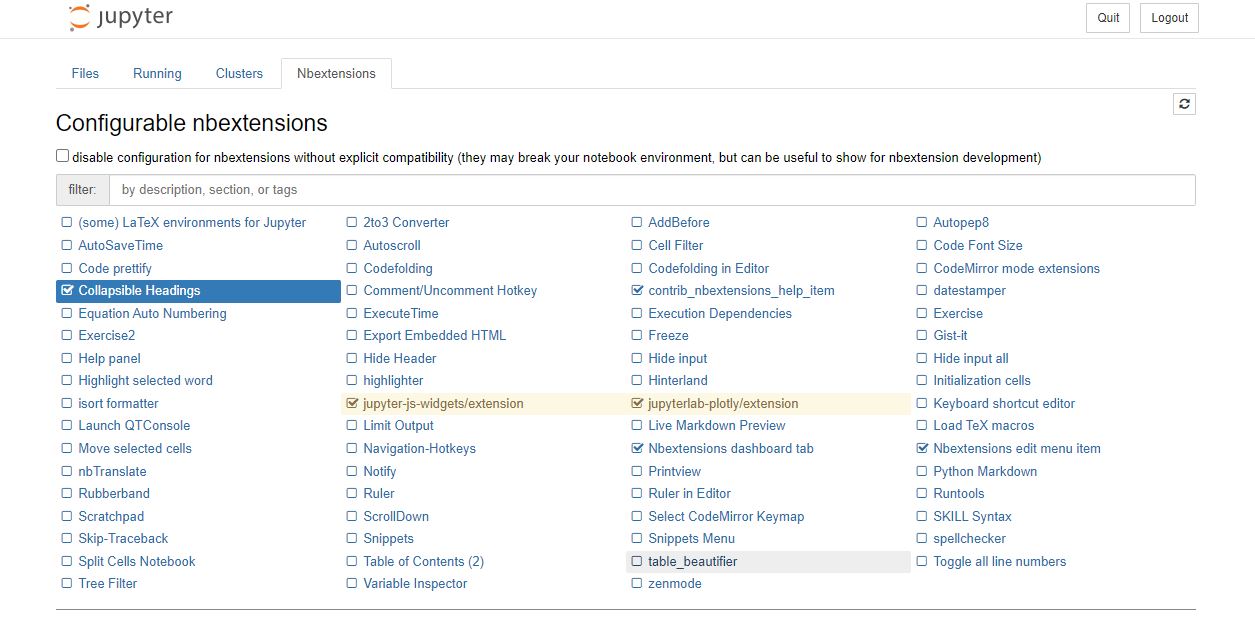 jupyter Quit Logout
Files Running Clusters Nbextensions
Configurable nbextensions
disable configuration for nbextensions without explicit compatibility (they may break your notebook environment, but can be useful to show for nbextension development)
filter: by description, section, or tags
(some) LaTeX environments for Jupyter 2to3 Converter AddBefore Autopep8
AutoSaveTime Autoscroll Cell Filter Code Font Size
Code prettify Codefolding Codefolding in Editor CodeMirror mode extensions
Collapsible Headings Comment/Uncomment Hotkey contrib_nbextensions_help_item datestamper
Equation Auto Numbering ExecuteTime Execution Dependencies Exercise
Exercise2 Export Embedded HTML Freeze Gist-it
Help panel Hide Header Hide input Hide input all
Highlight selected word highlighter Hinterland Initialization cells
isort formatter jupyter-js-widgets/extension jupyterlab-plotly/extension Keyboard shortcut editor
Launch QTConsole Limit Output Live Markdown Preview Load TeX macros
Move selected cells Navigation-Hotkeys Nbextensions dashboard tab Nbextensions edit menu item
nbTranslate Notify Printview Python Markdown
Rubberband Ruler Ruler in Editor Runtools
Scratchpad ScrollDown Select CodeMirror Keymap SKILL Syntax
Skip-Traceback Snippets Snippets Menu spellchecker
Split Cells Notebook Table of Contents (2) table_beautifier Toggle all line numbers
Tree Filter Variable Inspector zenmode